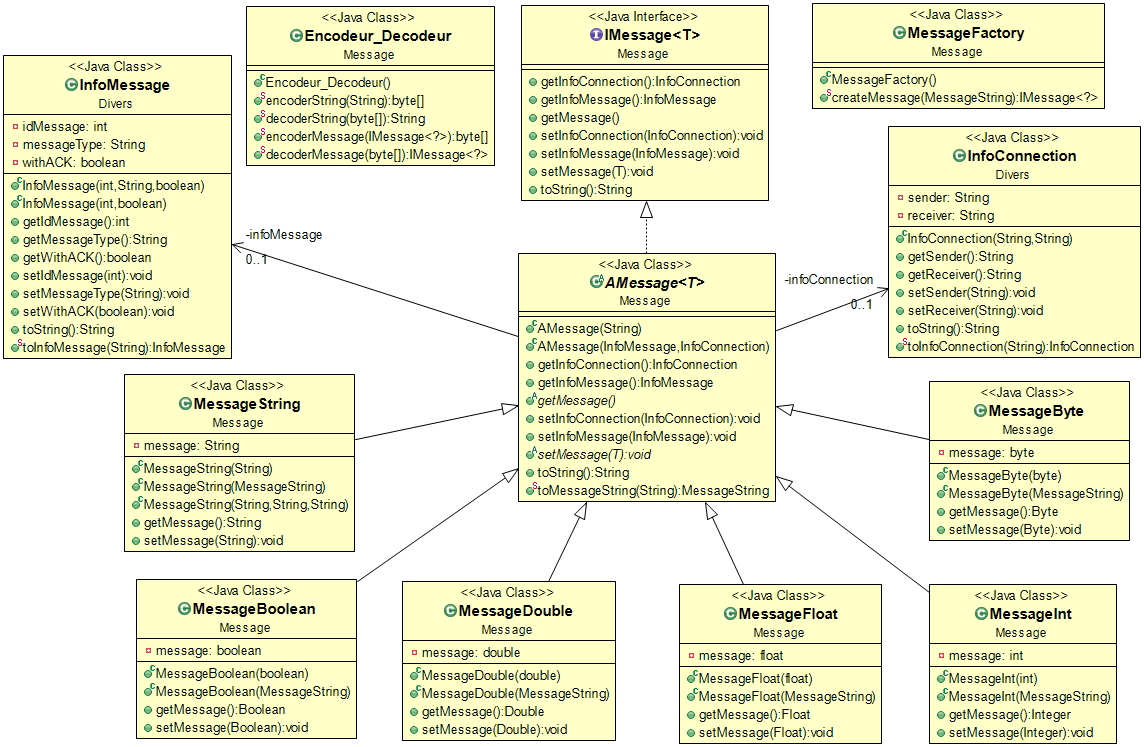 <<Java Class>>
Encodeur_Decodeur
Message
Encodeur_Decodeur()
encoderString(String):byte[]
decoderString(byte[]):String
encoderMessage(IMessage<?>):byte[]
decoderMessage(byte[]):IMessage<?>
<<Java Interface>>
IMessage<T>
Message
getInfoConnection():InfoConnection
getInfoMessage():InfoMessage
getMessage()
setInfoConnection(InfoConnection):void
setInfoMessage(InfoMessage):void
setMessage(T):void
toString():String
<<Java Class>>
MessageFactory
Message
MessageFactory()
createMessage(MessageString):IMessage<?>
<<Java Class>>
InfoMessage
Divers
idMessage: int
messageType: String
withACK: boolean
InfoMessage(int,String,boolean)
InfoMessage(int,boolean)
getIdMessage():int
getMessageType():String
getWithACK():boolean
setIdMessage(int):void
setMessageType(String):void
setWithACK(boolean):void
toString():String
toInfoMessage(String):InfoMessage
-infoMessage
0..1
<<Java Class>>
InfoConnection
Divers
sender: String
receiver: String
InfoConnection(String,String)
getSender():String
getReceiver():String
setSender(String):void
setReceiver(String):void
toString():String
toInfoConnection(String):InfoConnection
-infoConnection
0..1
<<Java Class>>
AMessage<T>
Message
AMessage(String)
AMessage(InfoMessage,InfoConnection)
getInfoConnection():InfoConnection
getInfoMessage():InfoMessage
getMessage()
setInfoConnection(InfoConnection):void
setInfoMessage(InfoMessage):void
setMessage(T):void
toString():String
toMessageString(String):MessageString
<<Java Class>>
MessageString
Message
message: String
MessageString(String)
MessageString(MessageString)
MessageString(String,String,String)
getMessage():String
setMessage(String):void
<<Java Class>>
MessageByte
Message
message: byte
MessageByte(byte)
MessageByte(MessageString)
getMessage():Byte
setMessage(Byte):void
<<Java Class>>
MessageBoolean
Message
message: boolean
MessageBoolean(boolean)
MessageBoolean(MessageString)
getMessage():Boolean
setMessage(Boolean):void
<<Java Class>>
MessageDouble
Message
message: double
MessageDouble(double)
MessageDouble(MessageString)
getMessage():Double
setMessage(Double):void
<<Java Class>>
MessageFloat
Message
message: float
MessageFloat(float)
MessageFloat(MessageString)
getMessage():Float
setMessage(Float):void
<<Java Class>>
MessageInt
Message
message: int
MessageInt(int)
MessageInt(MessageString)
getMessage():Integer
setMessage(Integer):void